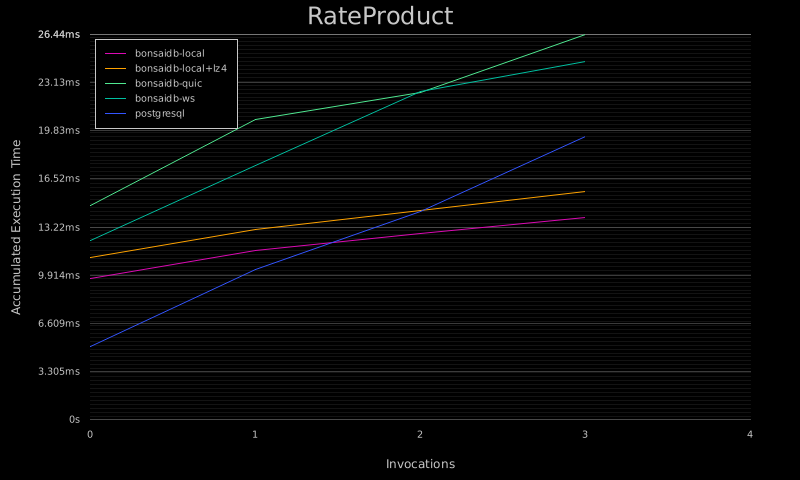 RateProduct
26.44ms
23.13ms
19.83ms
16.52ms
13.22ms
9.914ms
6.609ms
3.305ms
0s
Accumulated Execution Time
bonsaidb-local
bonsaidb-local+lz4
bonsaidb-quic
bonsaidb-ws
postgresql
0 1 2 3 4
Invocations